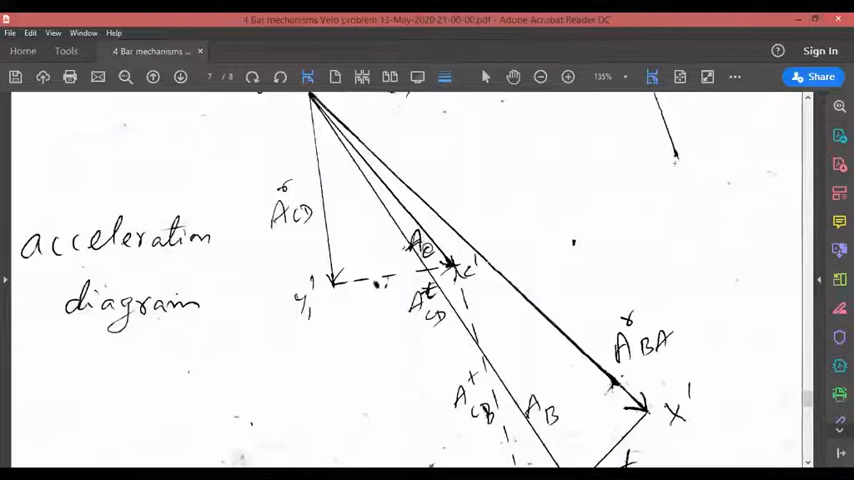 4 Bar mechanisms Velo problem 13-May-2020 21-00-00.pdf - Adobe Acrobat Reader DC
File Edit View Window Help
Home Tools 4 Bar mechanisms ... × Sign In
7 / 8 135% Share
A^r CD
acceleration
diagram
A C
c'
y'
A^t CD
A^r BA
x'
A^t CB
A B
t